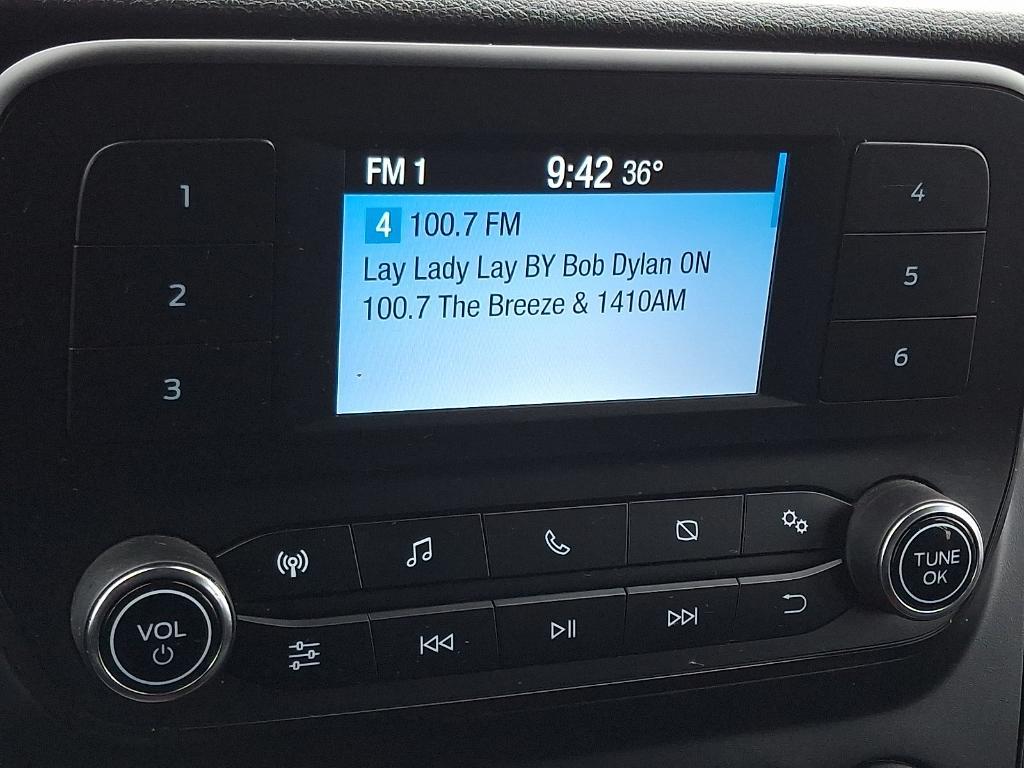 FM 1 9:42 36°
4 100.7 FM
Lay Lady Lay BY Bob Dylan ON
100.7 The Breeze & 1410AM
1
2
3
4
5
6
VOL
TUNE
OK